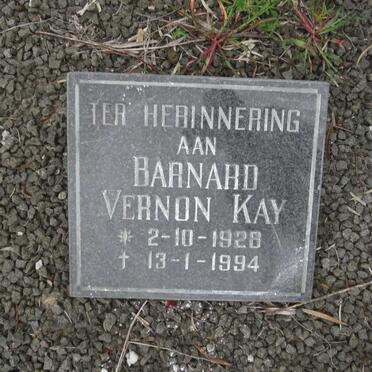 TER HERINNERING
AAN
BARNARD
VERNON KAY
* 2-10-1928
† 13-1-1994